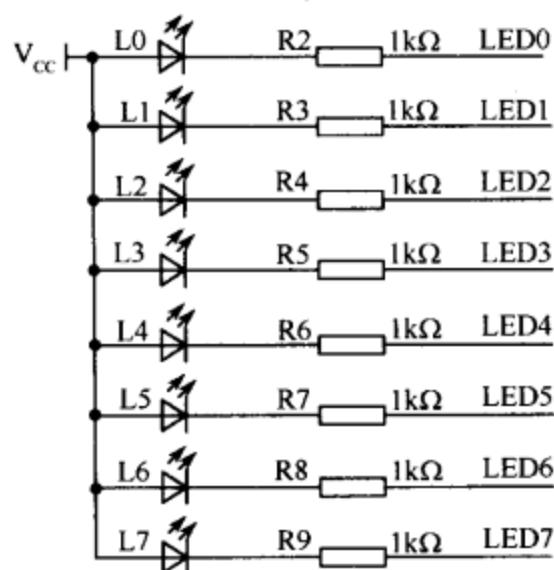 V_CC L0 R2 1kΩ LED0
L1 R3 1kΩ LED1
L2 R4 1kΩ LED2
L3 R5 1kΩ LED3
L4 R6 1kΩ LED4
L5 R7 1kΩ LED5
L6 R8 1kΩ LED6
L7 R9 1kΩ LED7